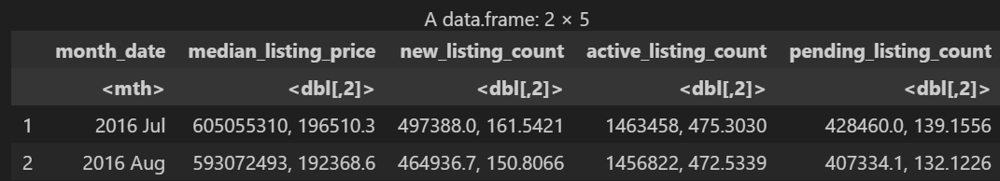 A data.frame: 2 × 5
month_date median_listing_price new_listing_count active_listing_count pending_listing_count
<mth> <dbl[,2]> <dbl[,2]> <dbl[,2]> <dbl[,2]>
1 2016 Jul 605055310, 196510.3 497388.0, 161.5421 1463458, 475.3030 428460.0, 139.1556
2 2016 Aug 593072493, 192368.6 464936.7, 150.8066 1456822, 472.5339 407334.1, 132.1226